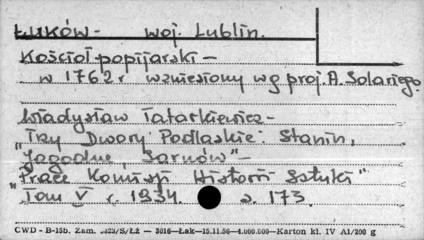 ŁUKÓW - woj. Lublin.
Kościół popijarski -
w 1762 r wzniesiony wg proj. A. Solariego.
Władysław Tatarkiewicz -
"Trzy Dwory Podlaskie: Stanin,
Jagodne, Sarnów" -
"Prace Komisji Historii Sztuki"
Tom V r. 1934. s. 173.
CWD - B-15b. Zam. S/Łż - 3016 - Łak - 15.11.56 - 4.000.000 - Karton kl. IV A1/200 g